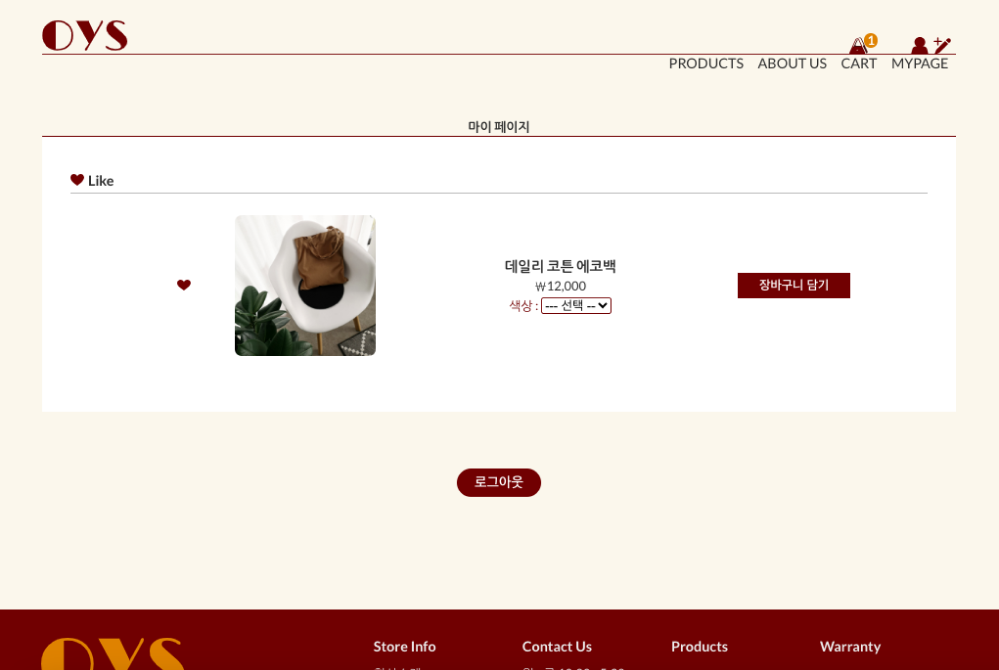 OYS
1
PRODUCTS ABOUT US CART MYPAGE
마이 페이지
Like
데일리 코튼 에코백
₩12,000
색상 : --- 선택 --
장바구니 담기
로그아웃
OYS
Store Info Contact Us Products Warranty